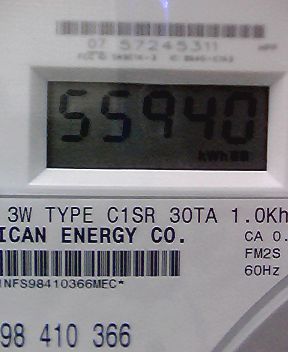 07 57245311
55940
kWh
3W TYPE C1SR 30TA 1.0Kh
ICAN ENERGY CO.
CA 0.
FM2S
60Hz
NFS98410366MEC*
98 410 366